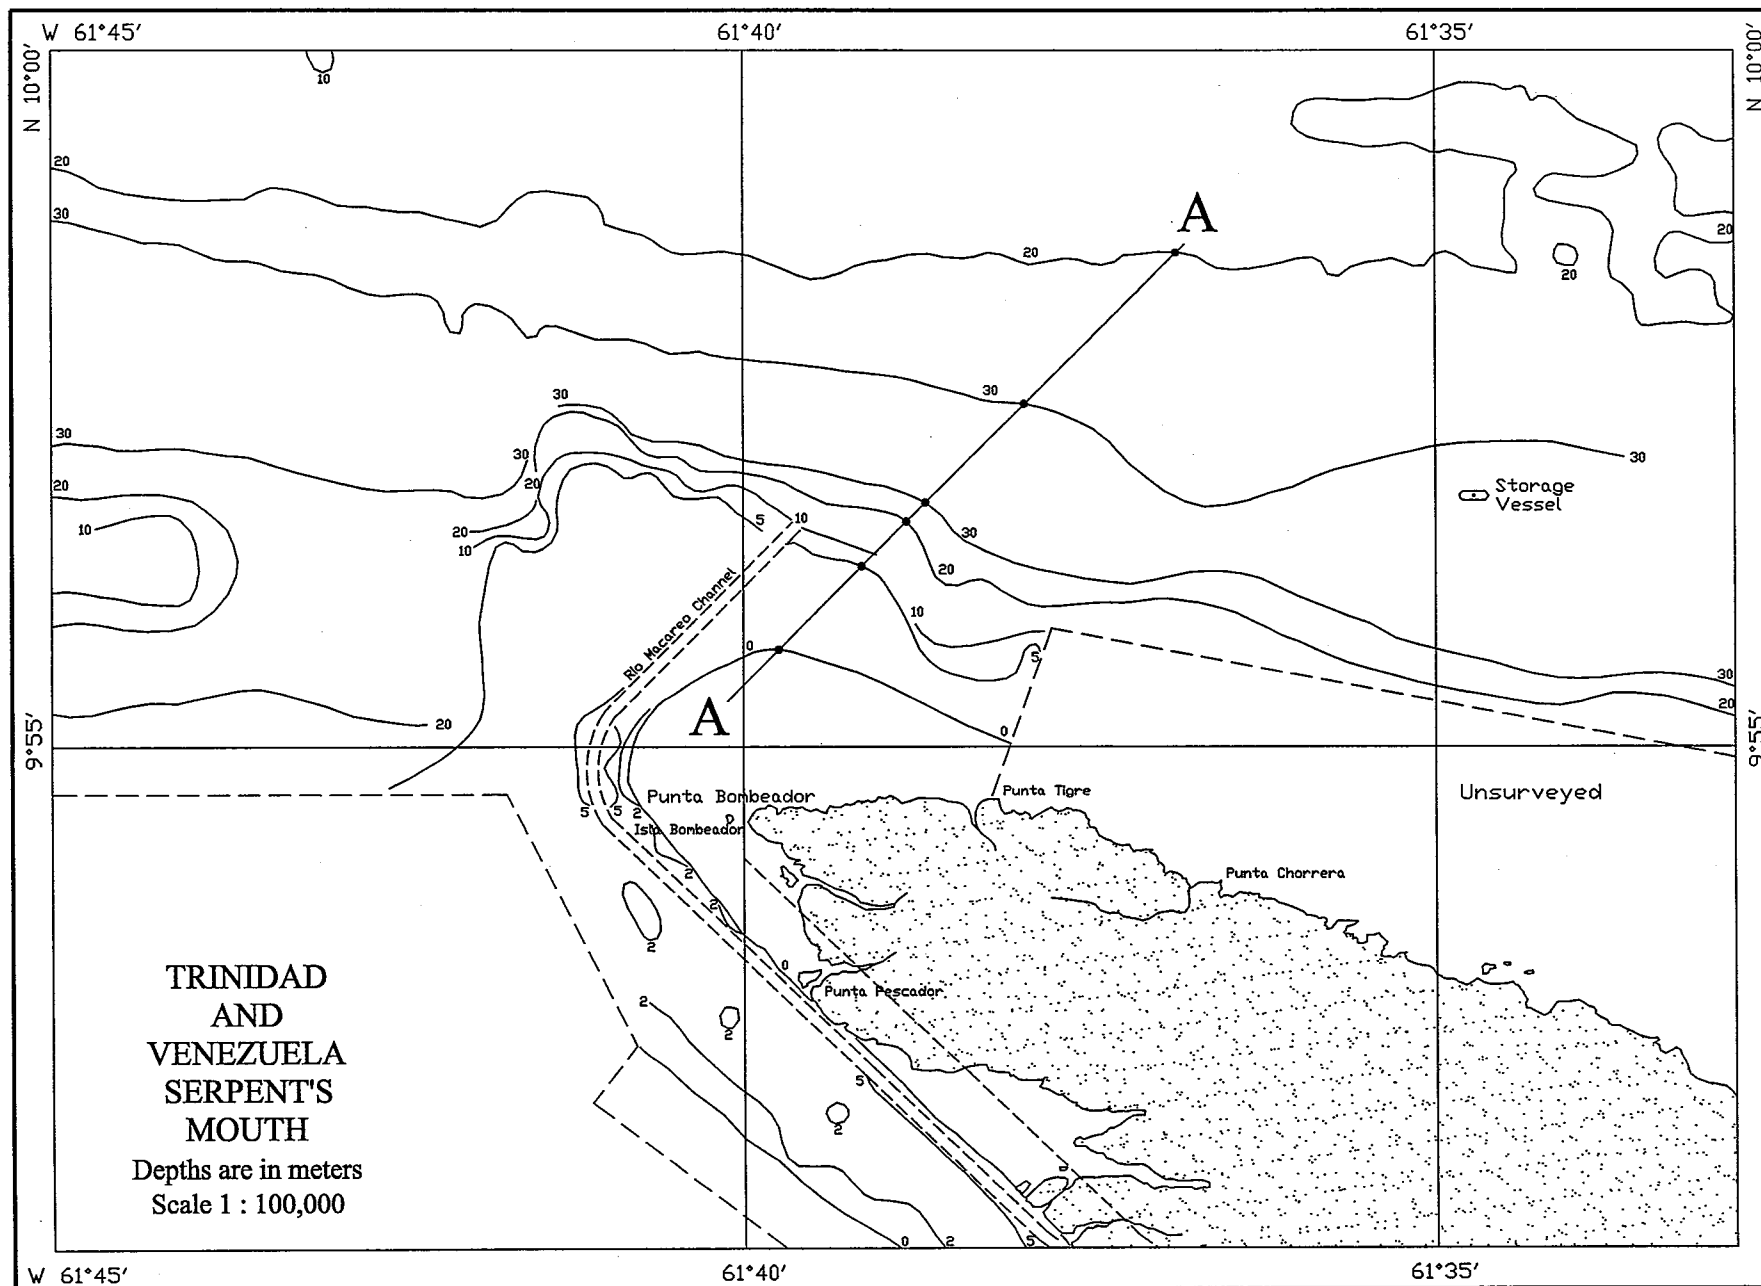 W 61°45′
61°40′
61°35′
N 10°00′
N 10°00′
10
20
30
A
20
20
20
30
30
30
30
20
10
30
20
20
10
30
Storage
Vessel
5
10
30
20
10
Rio Macareo Channel
0
5
A
20
0
30
20
9°55′
9°55′
Punta Bombeador
Punta Tigre
Unsurveyed
5
5
2
Isla Bombeador
2
Punta Chorrera
2
2
0
Punta Pescador
2
2
5
2
TRINIDAD
AND
VENEZUELA
SERPENT'S
MOUTH
Depths are in meters
Scale 1 : 100,000
0
2
5
W 61°45′
61°40′
61°35′